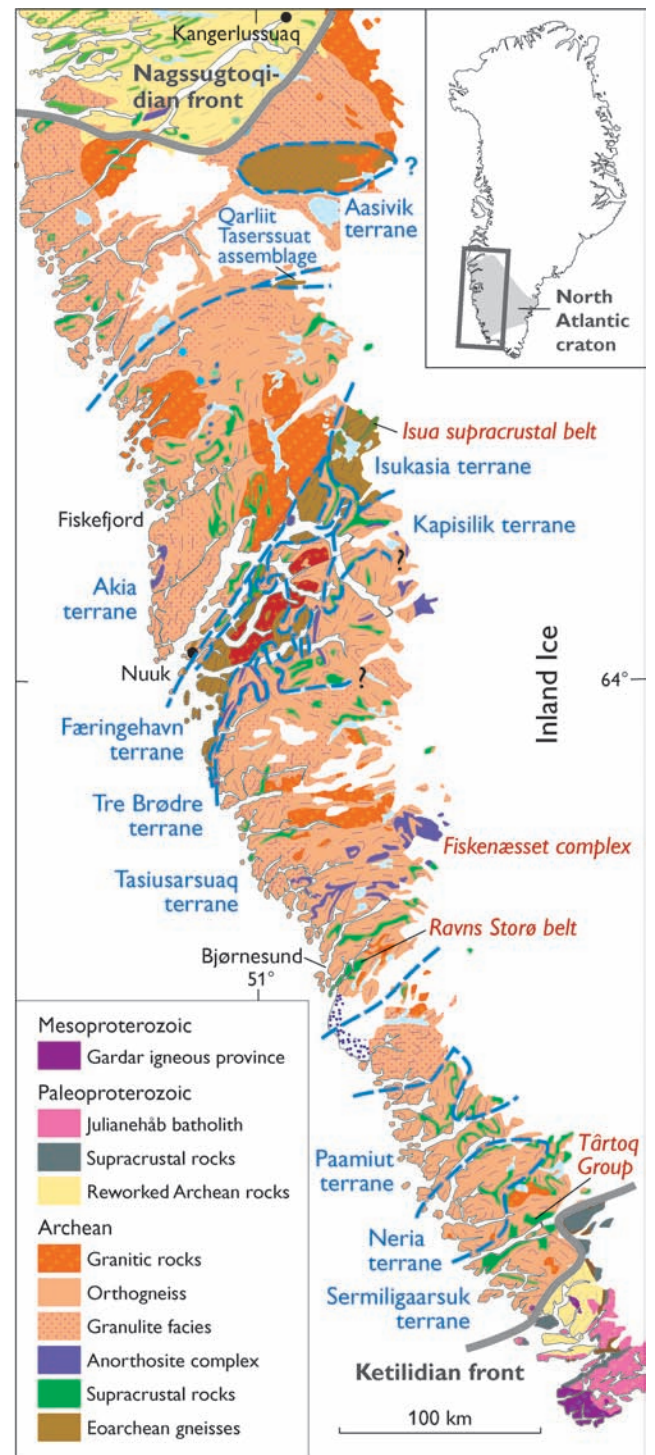 Kangerlussuaq
Nagssugtoqi-
dian front
?
Aasivik
terrane
Qarliit
Taserssuat
assemblage
North
Atlantic
craton
Isua supracrustal belt
Isukasia terrane
Kapisilik terrane
Fiskefjord
?
Akia
terrane
Nuuk
?
64°
Inland Ice
Færingehavn
terrane
Tre Brødre
terrane
Fiskenæsset complex
Tasiusarsuaq
terrane
Ravns Storø belt
Bjørnesund
51°
Mesoproterozoic
Gardar igneous province
Paleoproterozoic
Julianehåb batholith
Supracrustal rocks
Reworked Archean rocks
Archean
Granitic rocks
Orthogneiss
Granulite facies
Anorthosite complex
Supracrustal rocks
Eoarchean gneisses
Târtoq
Group
Paamiut
terrane
Neria
terrane
Sermiligaarsuk
terrane
Ketilidian front
100 km